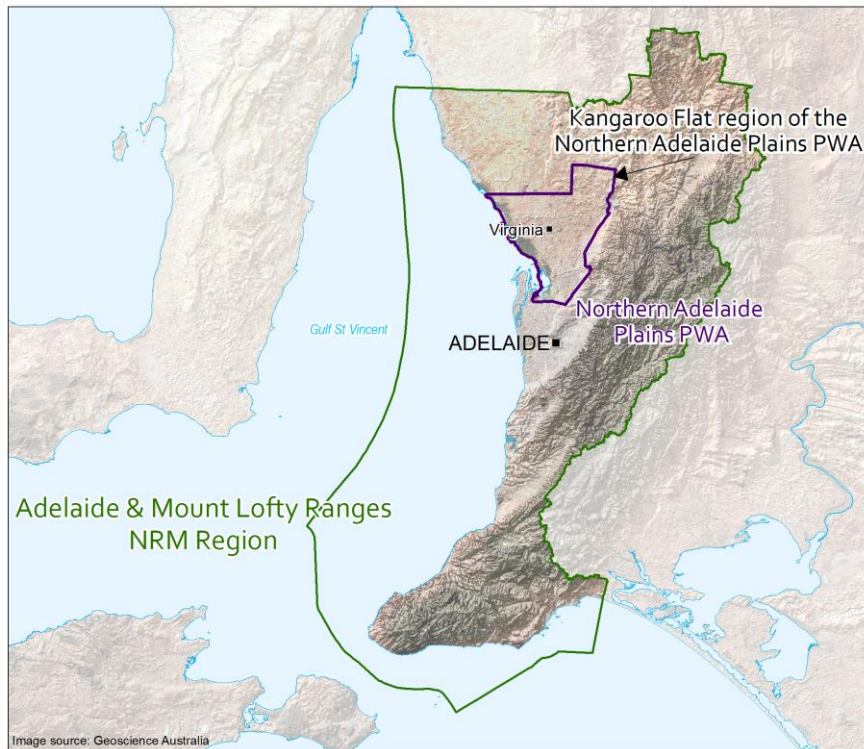 Kangaroo Flat region of the
Northern Adelaide Plains PWA
Virginia
Northern Adelaide
Plains PWA
Gulf St Vincent
ADELAIDE
Adelaide & Mount Lofty Ranges
NRM Region
Image source: Geoscience Australia